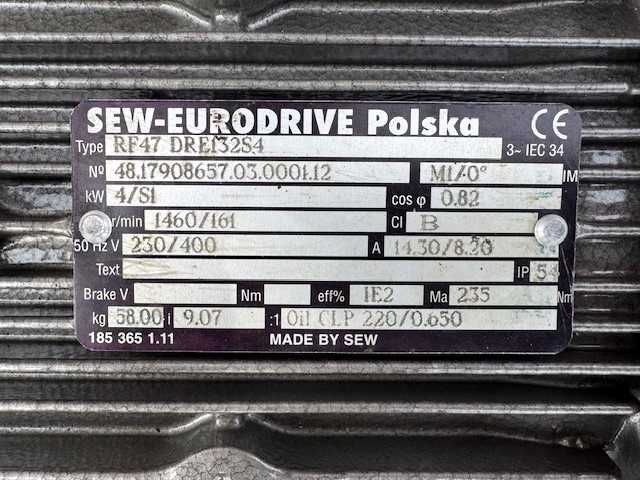 SEW-EURODRIVE Polska CE
Type RF47 DRE132S4 3~ IEC 34
Nº 48.17908657.03.0001.12 M1/-0° IM
kW 4/S1 cos φ 0.82
r/min 1460/161 Cl B
50 Hz V 230/400 A 14.30/8.20
Text IP 54
Brake V Nm eff% IE2 Ma 235 Nm
kg 58.00 i 9.07 :1 Oil CLP 220/0.650
185 365 1.11 MADE BY SEW